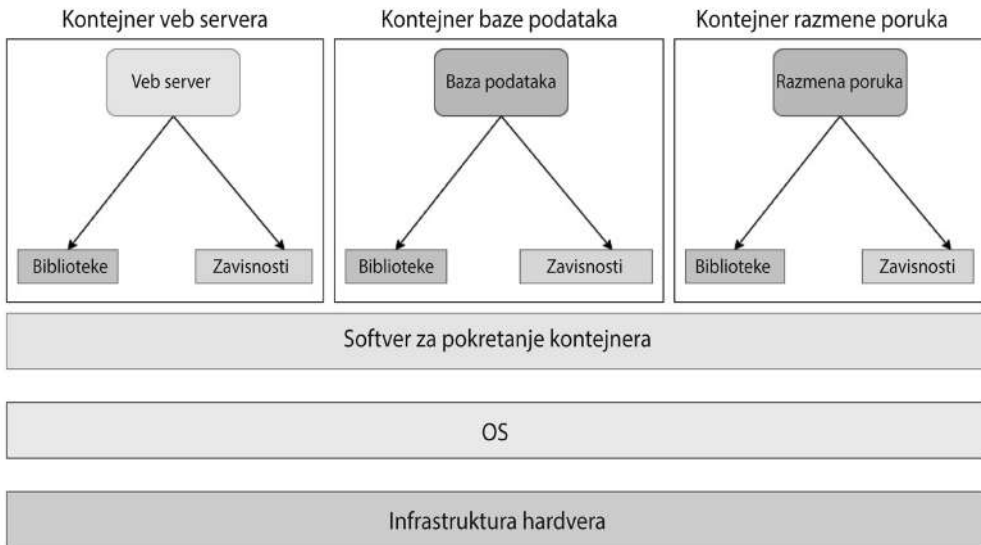 Kontejner veb servera
Kontejner baze podataka
Kontejner razmene poruka
Veb server
Baza podataka
Razmena poruka
Biblioteke
Zavisnosti
Biblioteke
Zavisnosti
Biblioteke
Zavisnosti
Softver za pokretanje kontejnera
OS
Infrastruktura hardvera